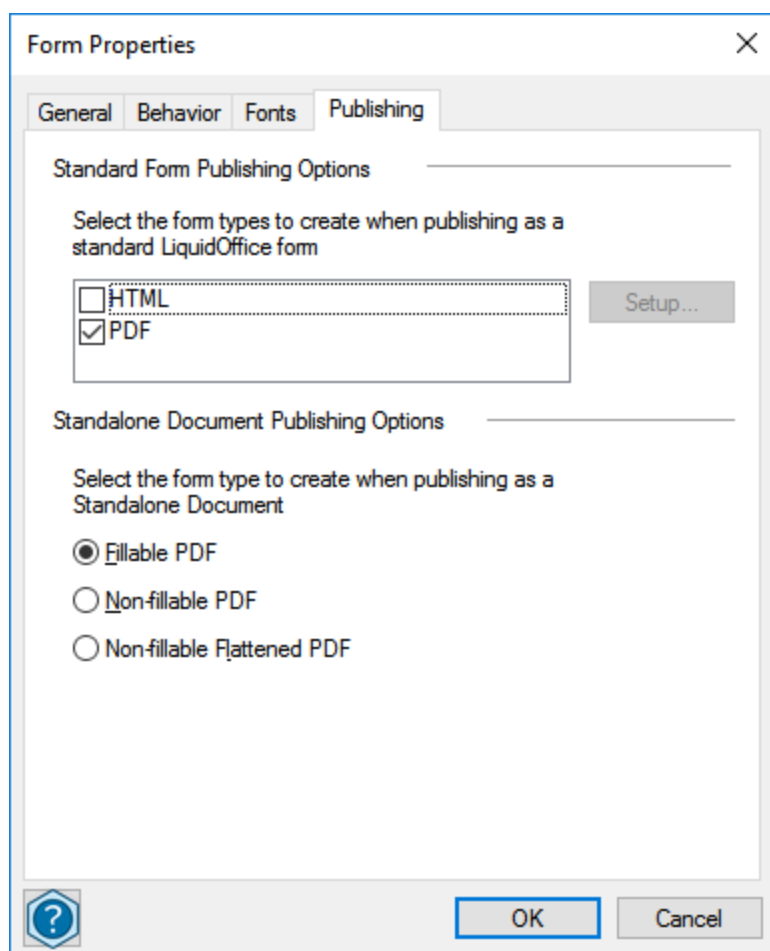 Form Properties
General Behavior Fonts Publishing
Standard Form Publishing Options
Select the form types to create when publishing as a
standard LiquidOffice form
HTML
Setup...
PDF
Standalone Document Publishing Options
Select the form type to create when publishing as a
Standalone Document
Fillable PDF
Non-fillable PDF
Non-fillable Flattened PDF
?
OK Cancel